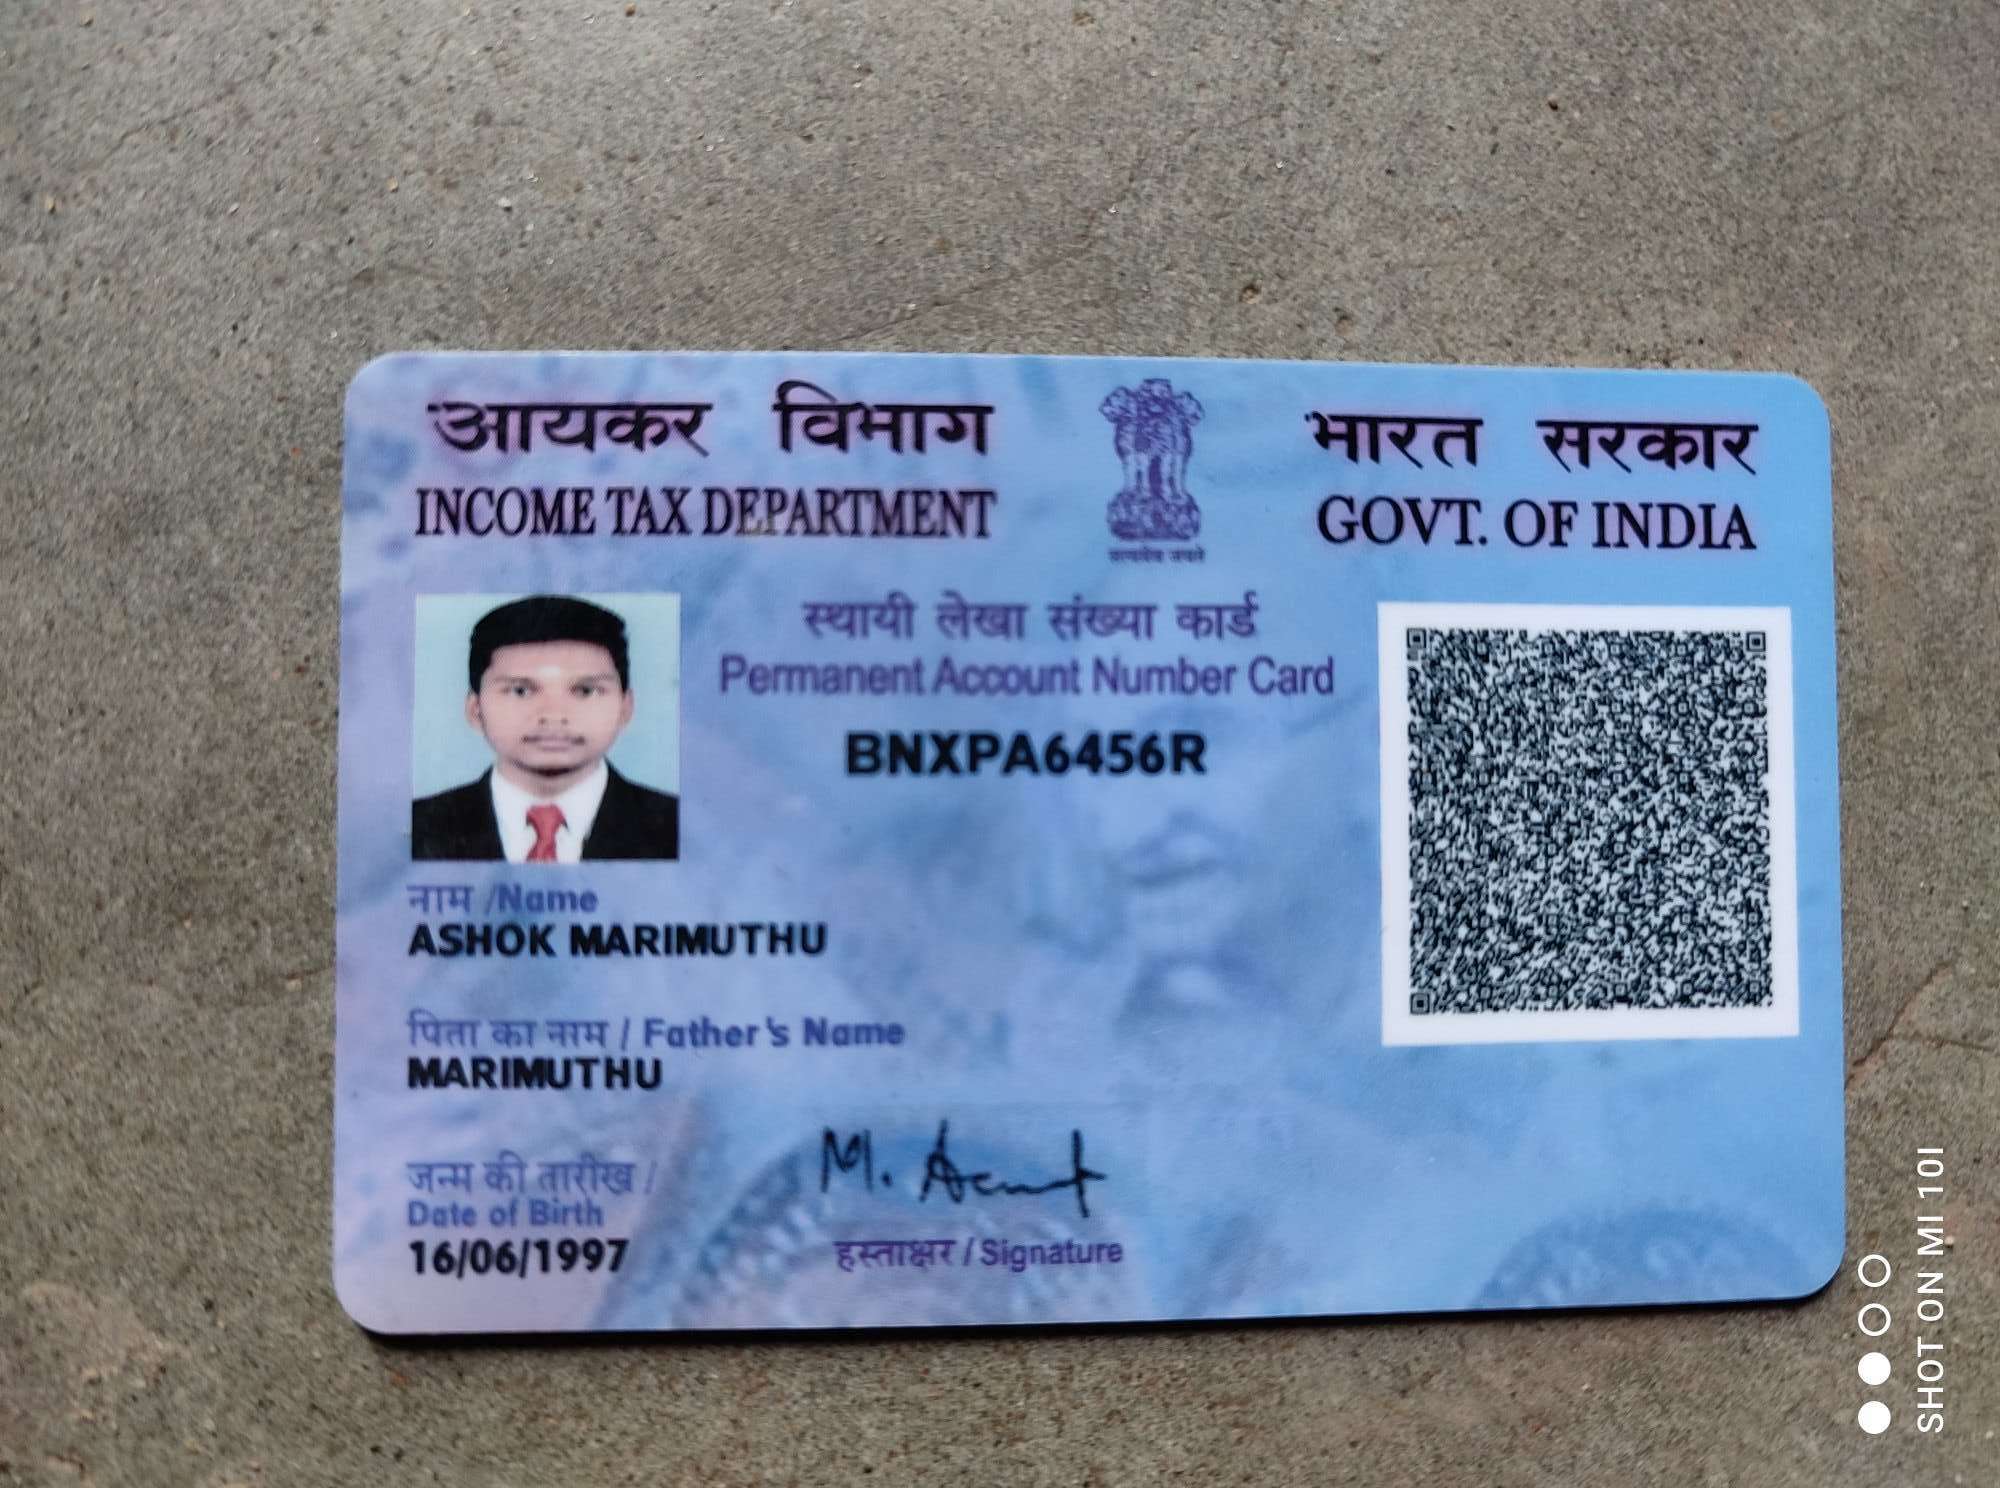 आयकर विभाग
INCOME TAX DEPARTMENT
भारत सरकार
GOVT. OF INDIA
सत्यमेव जयते
स्थायी लेखा संख्या कार्ड
Permanent Account Number Card
BNXPA6456R
नाम /Name
ASHOK MARIMUTHU
पिता का नाम / Father's Name
MARIMUTHU
जन्म की तारीख /
Date of Birth
16/06/1997
M.
हस्ताक्षर / Signature
SHOT ON MI 10I